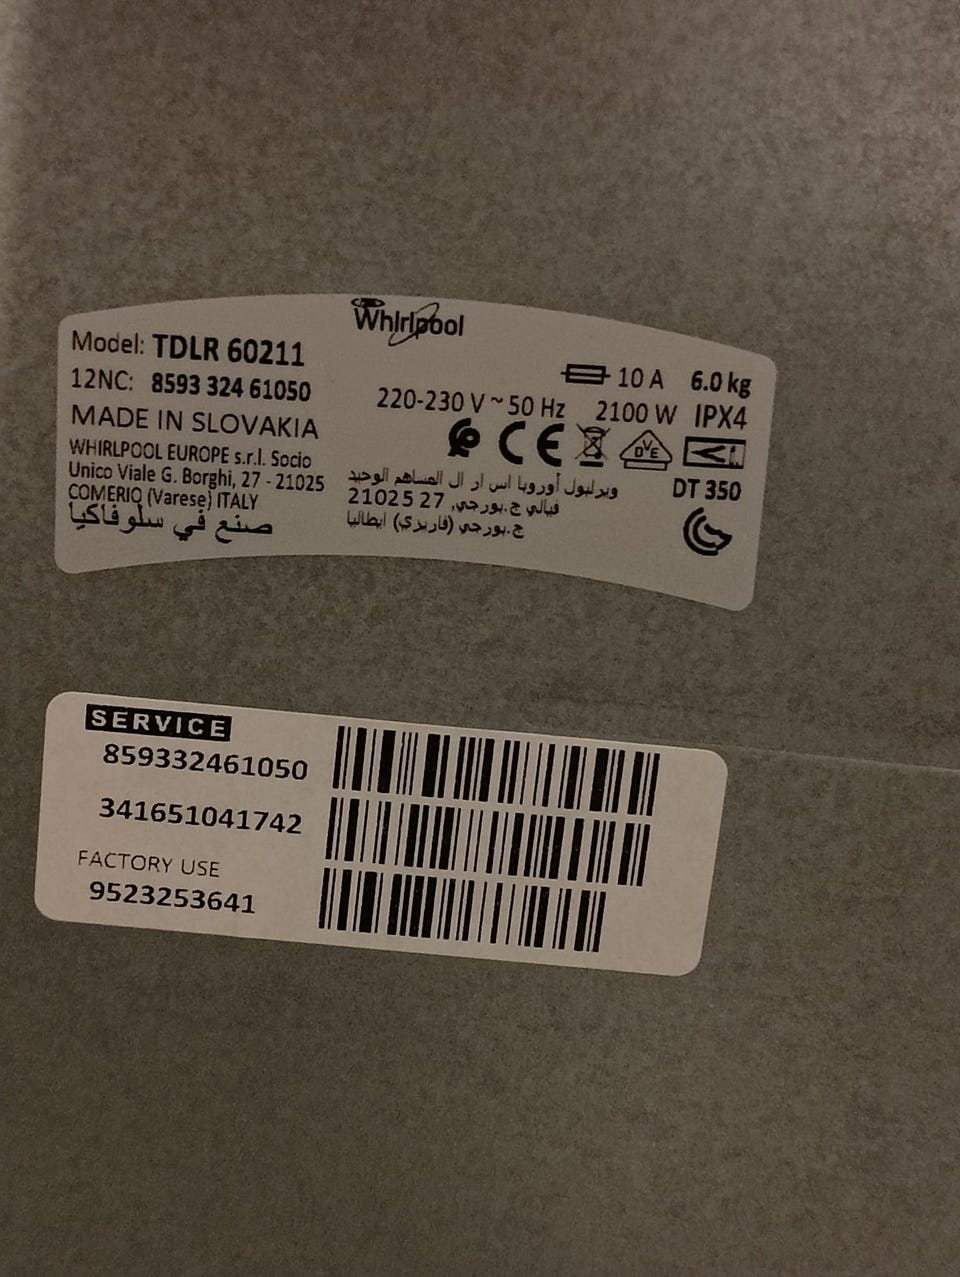 Whirlpool
Model: TDLR 60211
12NC: 8593 324 61050
MADE IN SLOVAKIA
WHIRLPOOL EUROPE s.r.l. Socio
Unico Viale G. Borghi, 27 - 21025
COMERIO (Varese) ITALY
صنع في سلوفاكيا
10 A 6.0 kg
220-230 V ~ 50 Hz 2100 W IPX4
CE DVE
ويرلبول أوروبا اس ار ال المساهم الوحيد
فيالي ج.بورجي, 27 21025
ج.بورجي (فاريزي) ايطاليا
DT 350
SERVICE
859332461050
341651041742
FACTORY USE
9523253641